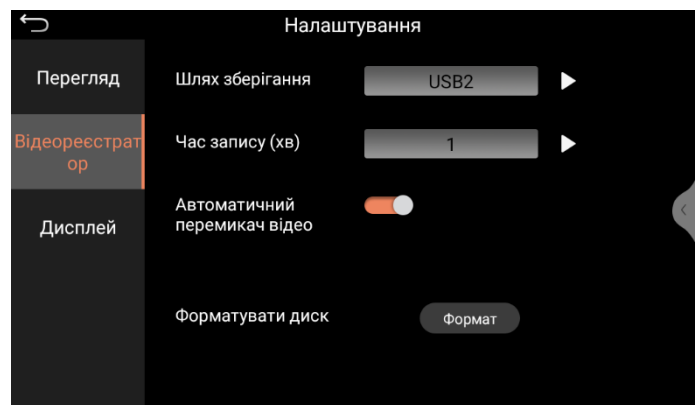 Налаштування
Перегляд
Шлях зберігання
USB2
Відеореєстрат
ор
Час запису (хв)
1
Автоматичний
перемикач відео
Дисплей
Форматувати диск
Формат